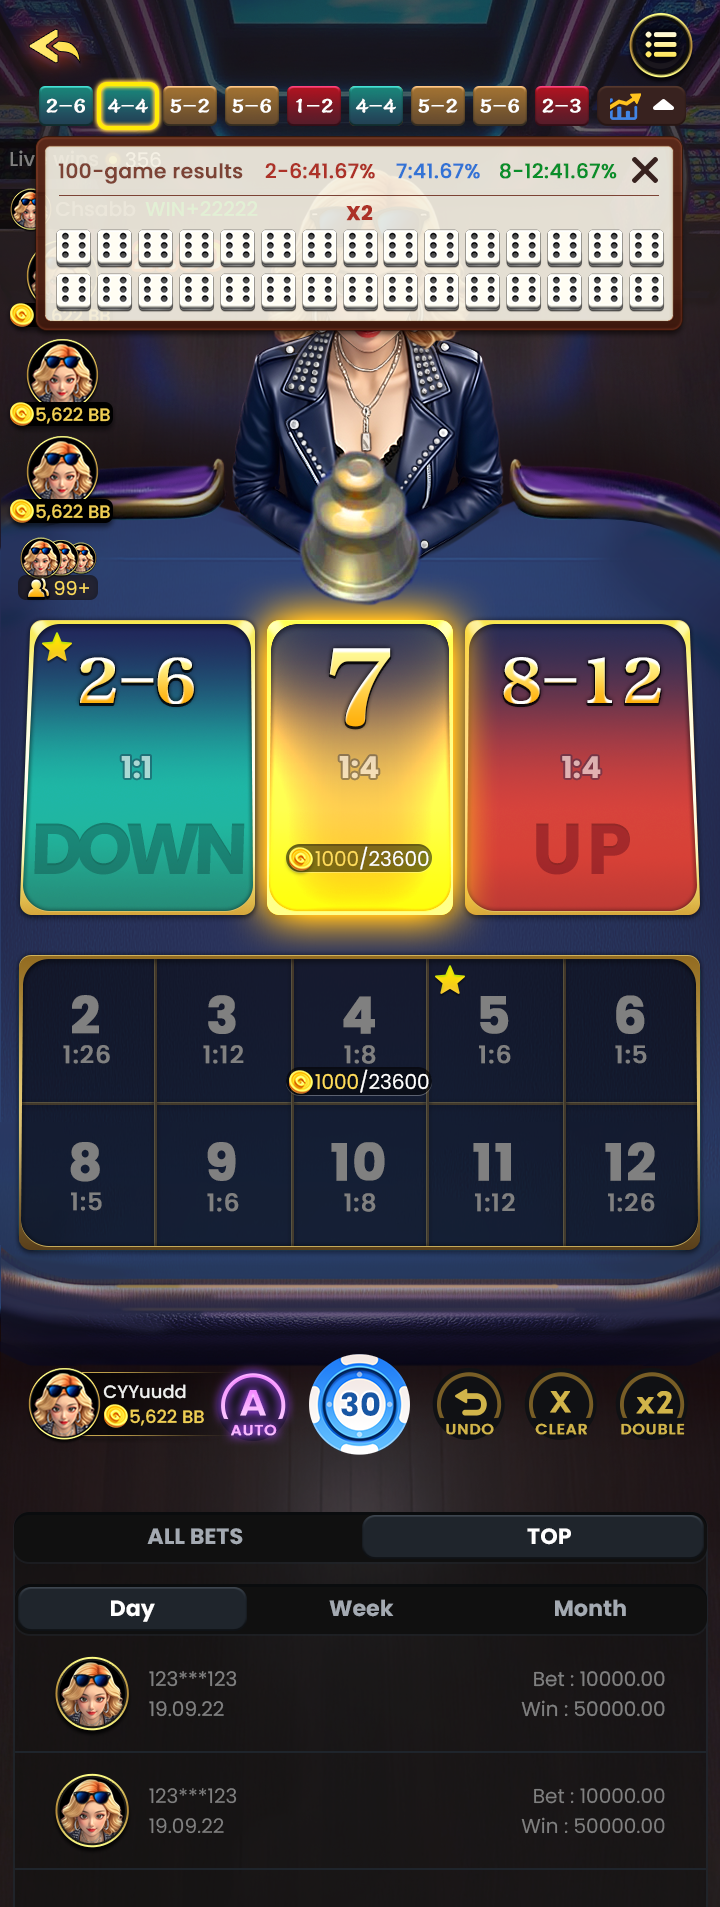 2-6 4-4 5-2 5-6 1-2 4-4 5-2 5-6 2-3
Live wins 356
100-game results 2-6:41.67% 7:41.67% 8-12:41.67%
Chsabb WIN+22222
X2
5,622 BB
5,622 BB
5,622 BB
99+
2-6
1:1
DOWN
7
1:4
1000/23600
8-12
1:4
UP
2 3 4 5 6
1:26 1:12 1:8 1:6 1:5
1000/23600
8 9 10 11 12
1:5 1:6 1:8 1:12 1:26
CYYuudd
5,622 BB
A
AUTO
30
UNDO
X
CLEAR
x2
DOUBLE
ALL BETS TOP
Day Week Month
123***123 Bet : 10000.00
19.09.22 Win : 50000.00
123***123 Bet : 10000.00
19.09.22 Win : 50000.00